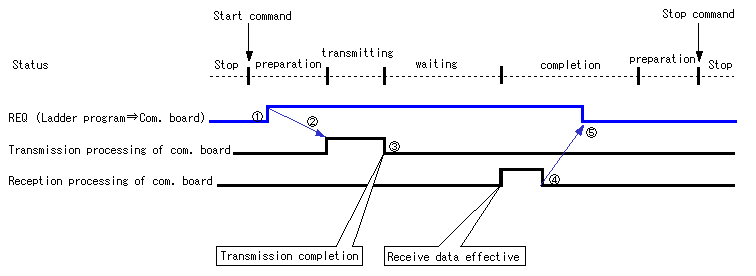 Start command
Stop command
transmitting
Stop preparation waiting completion preparation Stop
Status
REQ (Ladder program⇒Com. board) ①
②
⑤
Transmission processing of com. board ③
Reception processing of com. board ④
Transmission completion
Receive data effective